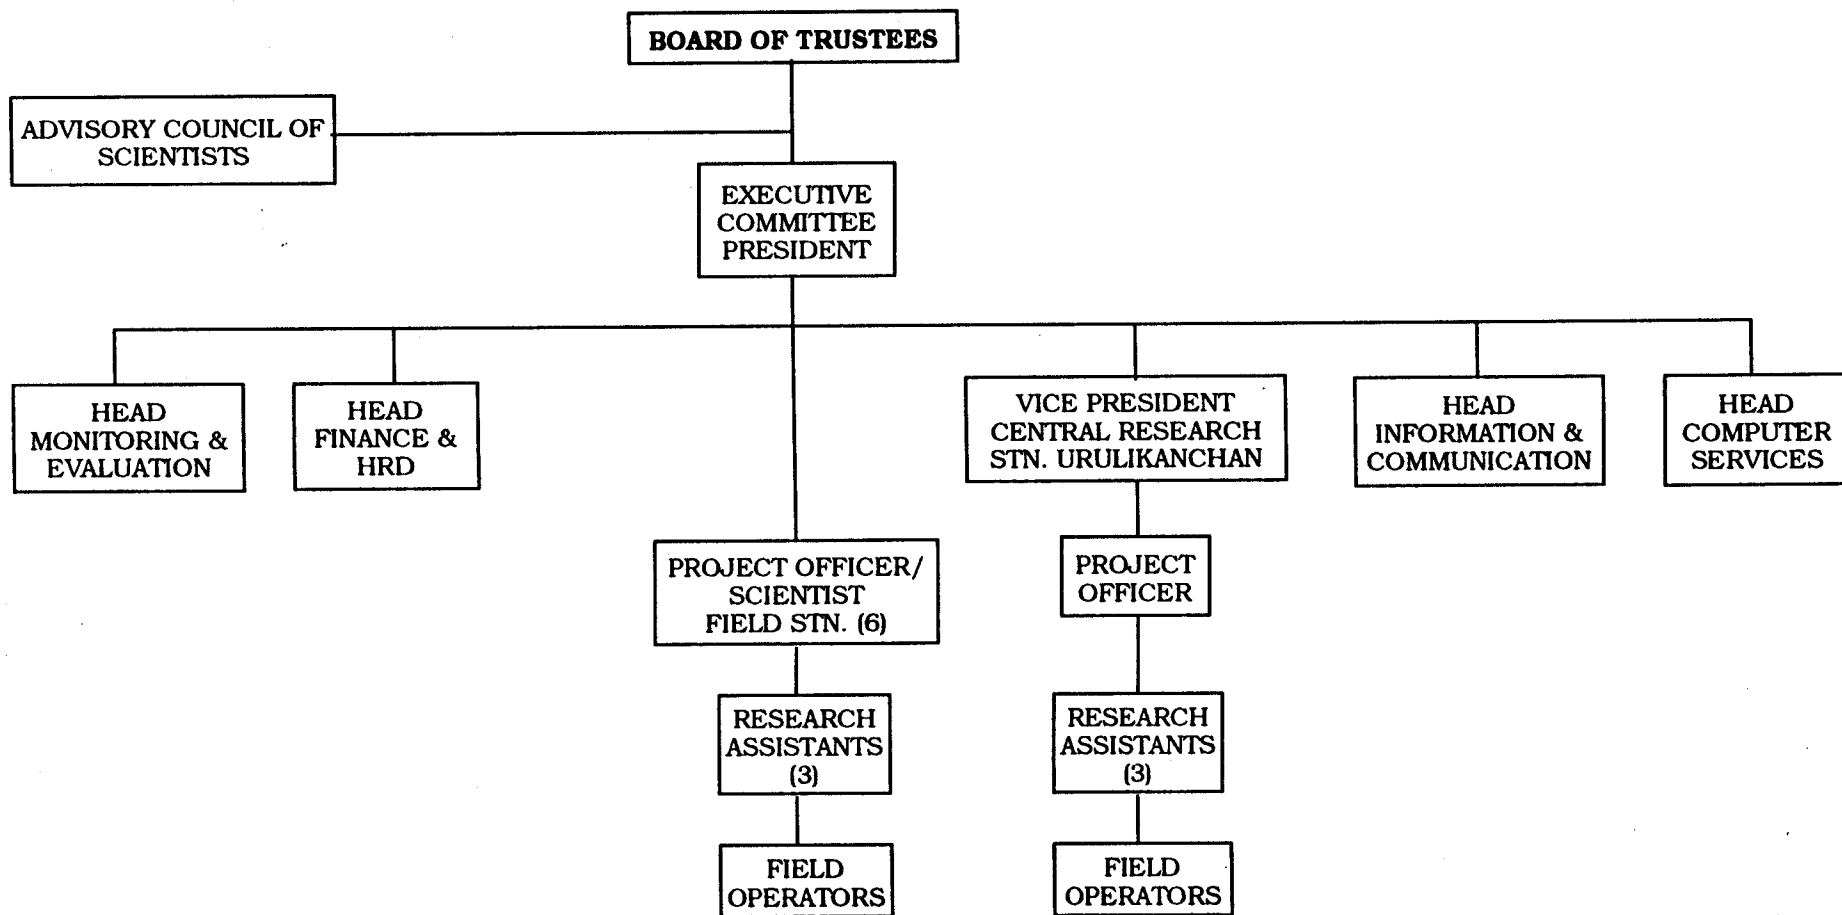 BOARD OF TRUSTEES
ADVISORY COUNCIL OF
SCIENTISTS
EXECUTIVE
COMMITTEE
PRESIDENT
HEAD
MONITORING &
EVALUATION
HEAD
FINANCE &
HRD
VICE PRESIDENT
CENTRAL RESEARCH
STN. URULIKANCHAN
HEAD
INFORMATION &
COMMUNICATION
HEAD
COMPUTER
SERVICES
PROJECT OFFICER/
SCIENTIST
FIELD STN. (6)
PROJECT
OFFICER
RESEARCH
ASSISTANTS
(3)
RESEARCH
ASSISTANTS
(3)
FIELD
OPERATORS
FIELD
OPERATORS